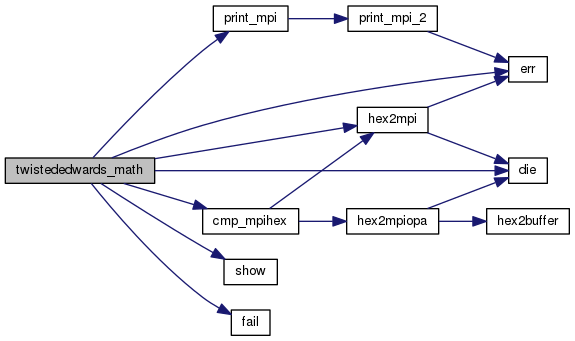 print_mpi
print_mpi_2
err
hex2mpi
twistededwards_math
die
cmp_mpihex
hex2mpiopa
hex2buffer
show
fail